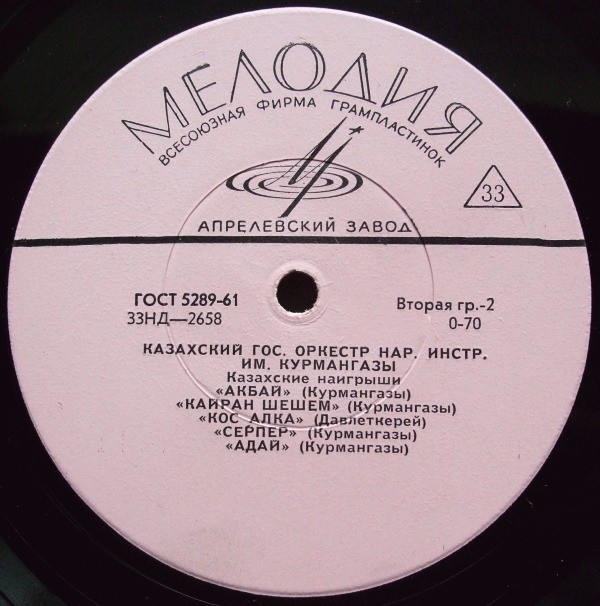 МЕЛОДИЯ
ВСЕСОЮЗНАЯ ФИРМА ГРАМПЛАСТИНОК
33
АПРЕЛЕВСКИЙ ЗАВОД
ГОСТ 5289-61
33НД—2658
Вторая гр.-2
0-70
КАЗАХСКИЙ ГОС. ОРКЕСТР НАР. ИНСТР.
ИМ. КУРМАНГАЗЫ
Казахские наигрыши
«АКБАЙ» (Курмангазы)
«КАЙРАН ШЕШЕМ» (Курмангазы)
«КОС АЛКА» (Давлеткерей)
«СЕРПЕР» (Курмангазы)
«АДАЙ» (Курмангазы)